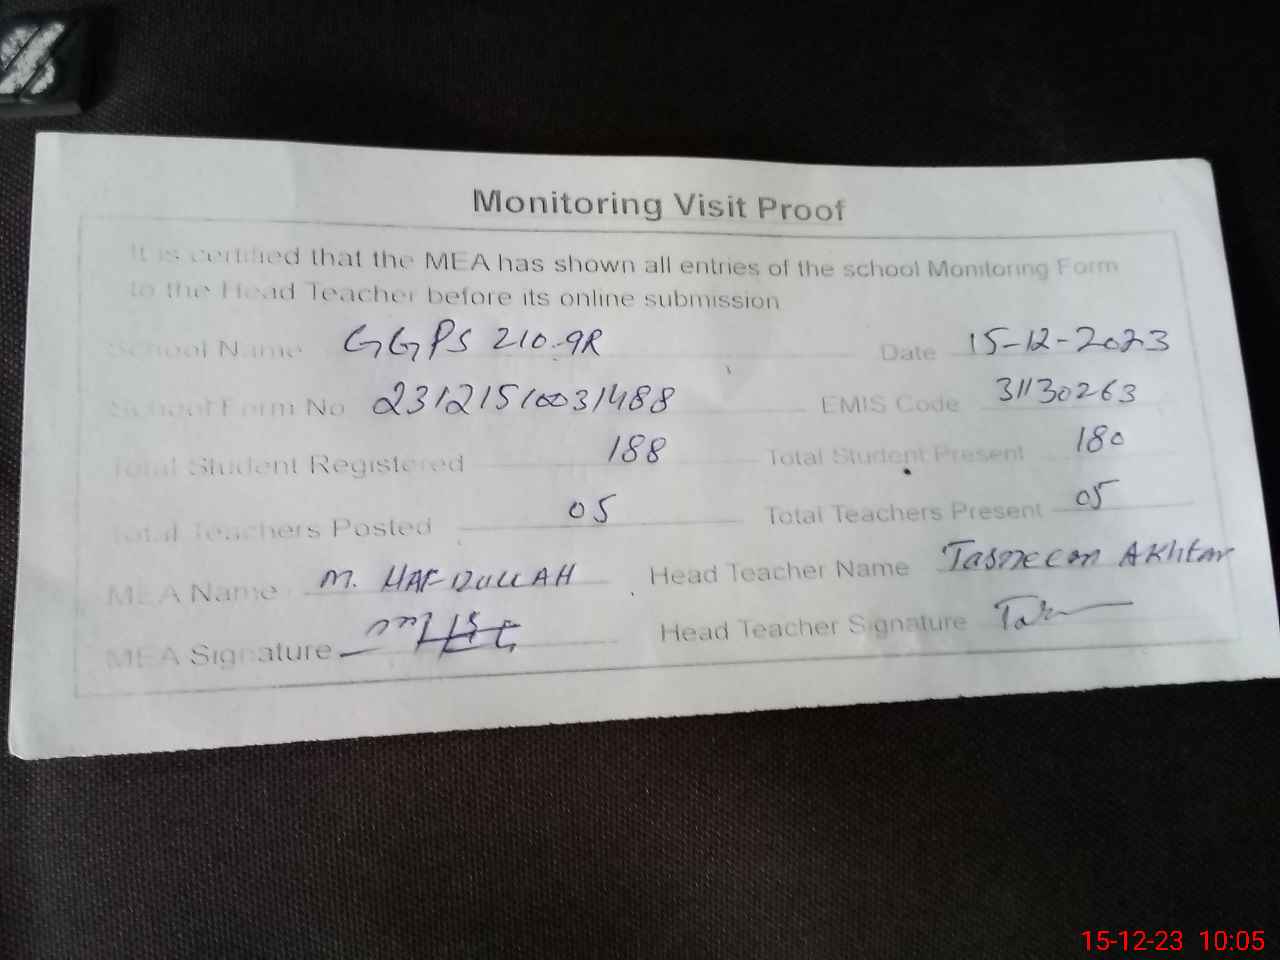 Monitoring Visit Proof
It is certified that the MEA has shown all entries of the school Monitoring Form
to the Head Teacher before its online submission
School Name GGPS 210-9R Date 15-12-2023
School Form No 23121510031488 EMIS Code 31130263
Total Student Registered 188 Total Student Present 180
Total Teachers Posted 05 Total Teachers Present 05
MEA Name M. Head Teacher Name Tasneem Akhtar
MEA Signature Head Teacher Signature
15-12-23 10:05